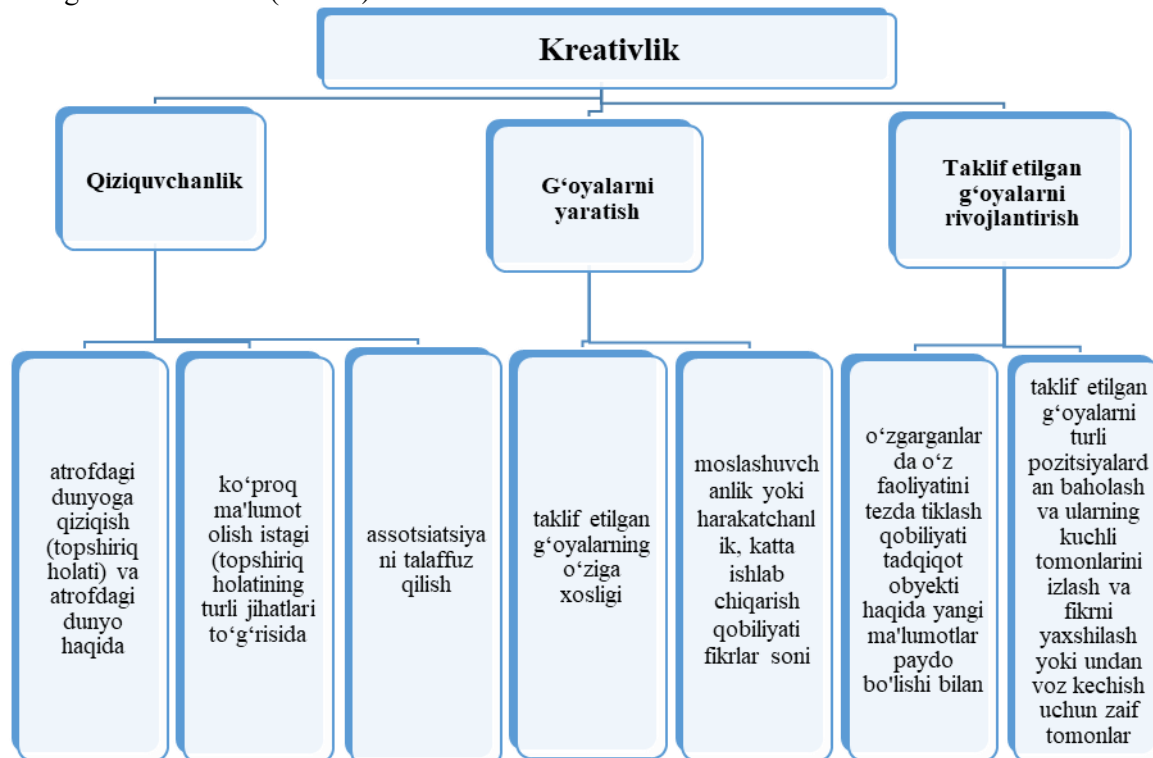 Kreativlik
Qiziquvchanlik
G‘oyalarni
yaratish
Taklif etilgan
g‘oyalarni
rivojlantirish
atrofdagi
dunyoga
qiziqish
(topshiriq
holati) va
atrofdagi
dunyo
haqida
ko‘proq
ma'lumot
olish istagi
(topshiriq
holatining
turli jihatlari
to‘g‘risida
assotsiatsiya
ni talaffuz
qilish
taklif etilgan
g‘oyalarning
o‘ziga
xosligi
moslashuvch
anlik yoki
harakatchanl
ik, katta
ishlab
chiqarish
qobiliyati
fikrlar soni
o‘zgarganlar
da o‘z
faoliyatini
tezda tiklash
qobiliyati
tadqiqot
obyekti
haqida yangi
ma'lumotlar
paydo
bo'lishi bilan
taklif etilgan
g‘oyalarni
turli
pozitsiyalard
an baholash
va ularning
kuchli
tomonlarini
izlash va
fikrni
yaxshilash
yoki undan
voz kechish
uchun zaif
tomonlar